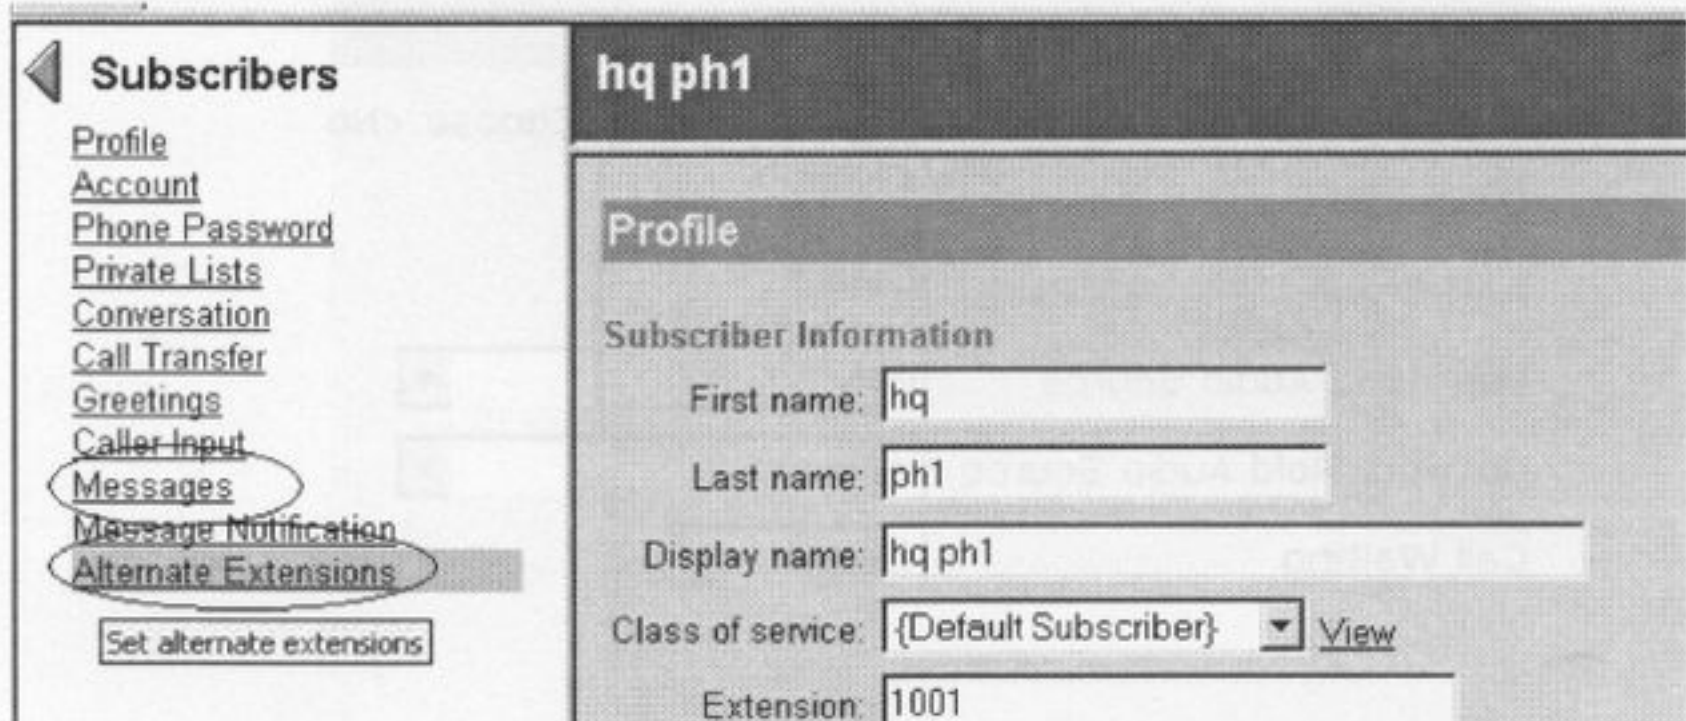 Subscribers
Profile
Account
Phone Password
Private Lists
Conversation
Call Transfer
Greetings
Caller Input
Messages
Message Notification
Alternate Extensions
Set alternate extensions
hq ph1
Profile
Subscriber Information
First name: hq
Last name: ph1
Display name: hq ph1
Class of service: {Default Subscriber} View
Extension: 1001